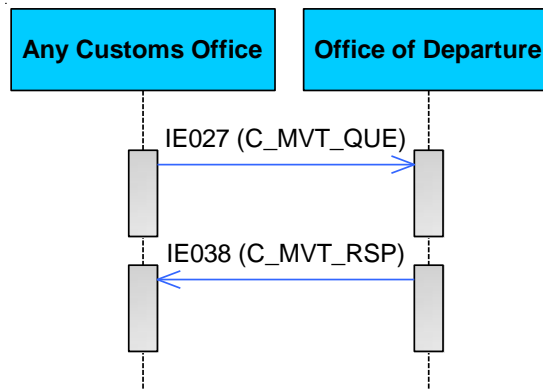 Any Customs Office
Office of Departure
IE027 (C_MVT_QUE)
IE038 (C_MVT_RSP)